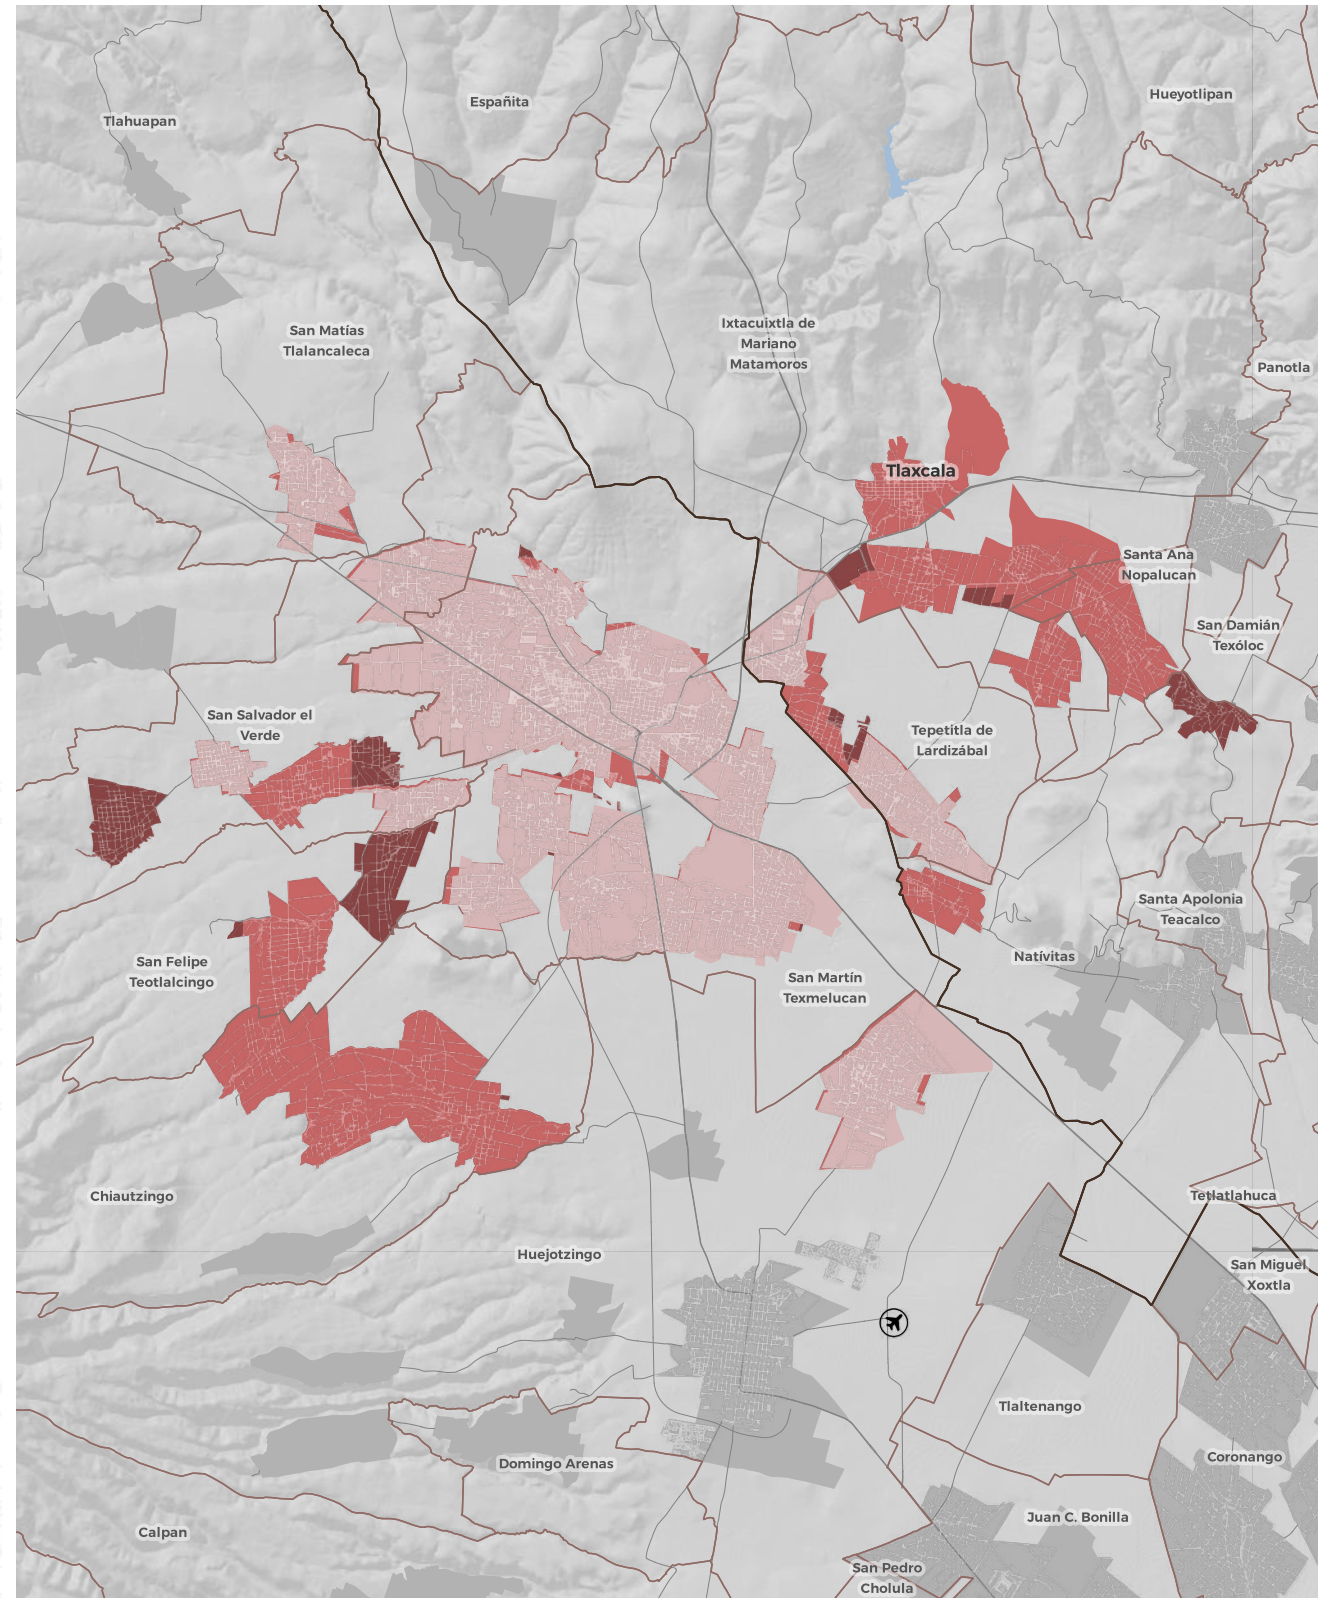 Hueyotlipan
Españita
Tlahuapan
San Matías
Tlalancaleca
Ixtacuixtla de
Mariano
Matamoros
Panotla
Tlaxcala
Santa Ana
Nopalucan
San Damián
Texóloc
San Salvador el
Verde
Tepetitla de
Lardizábal
Santa Apolonia
Teacalco
San Felipe
Teotlalcingo
Natívitas
San Martín
Texmelucan
Chiautzingo
Tetlatlahuca
Huejotzingo
San Miguel
Xoxtla
Tlaltenango
Domingo Arenas
Coronango
Calpan
Juan C. Bonilla
San Pedro
Cholula